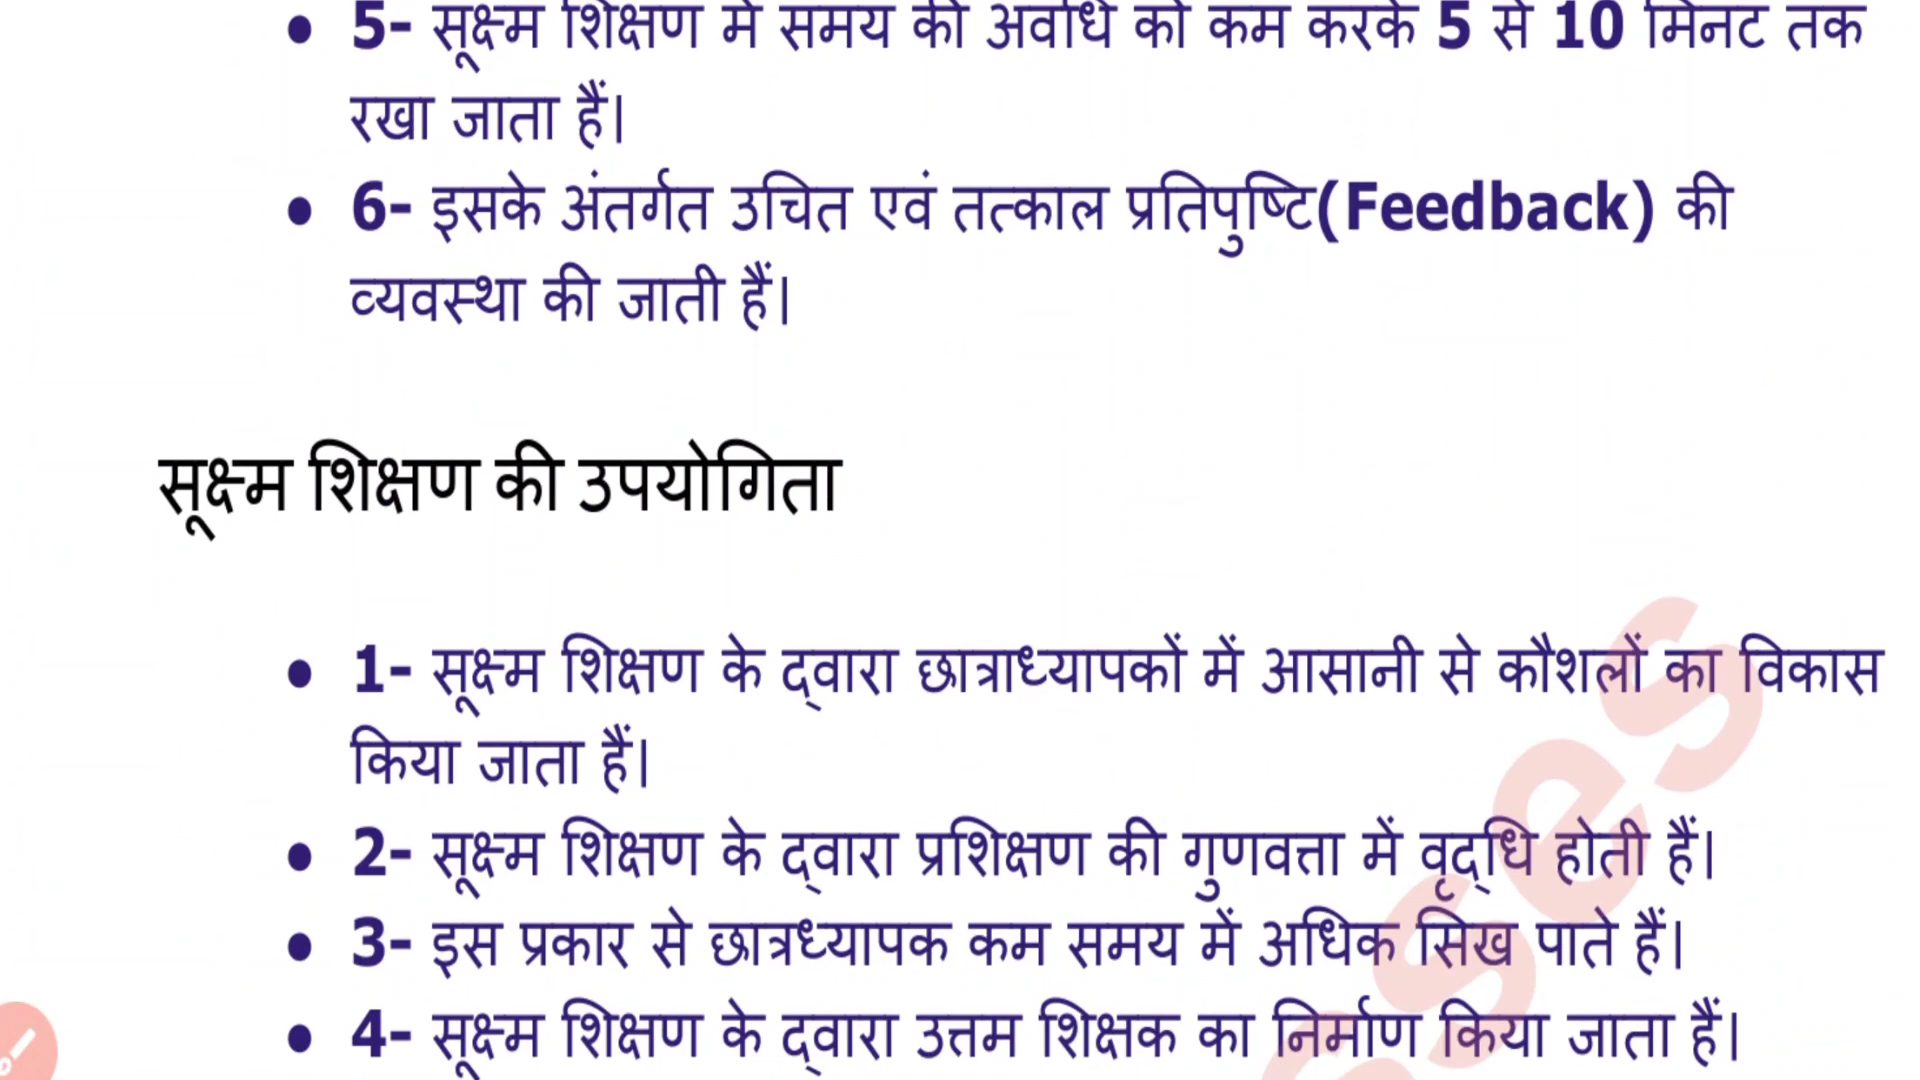 • 5- सूक्ष्म शिक्षण में समय की अवधि को कम करके 5 से 10 मिनट तक
रखा जाता हैं।
• 6- इसके अंतर्गत उचित एवं तत्काल प्रतिपुष्टि(Feedback) की
व्यवस्था की जाती हैं।
सूक्ष्म शिक्षण की उपयोगिता
• 1- सूक्ष्म शिक्षण के द्वारा छात्राध्यापकों में आसानी से कौशलों का विकास
किया जाता हैं।
• 2- सूक्ष्म शिक्षण के द्वारा प्रशिक्षण की गुणवत्ता में वृद्धि होती हैं।
• 3- इस प्रकार से छात्रध्यापक कम समय में अधिक सिख पाते हैं।
• 4- सूक्ष्म शिक्षण के द्वारा उत्तम शिक्षक का निर्माण किया जाता हैं।
sses